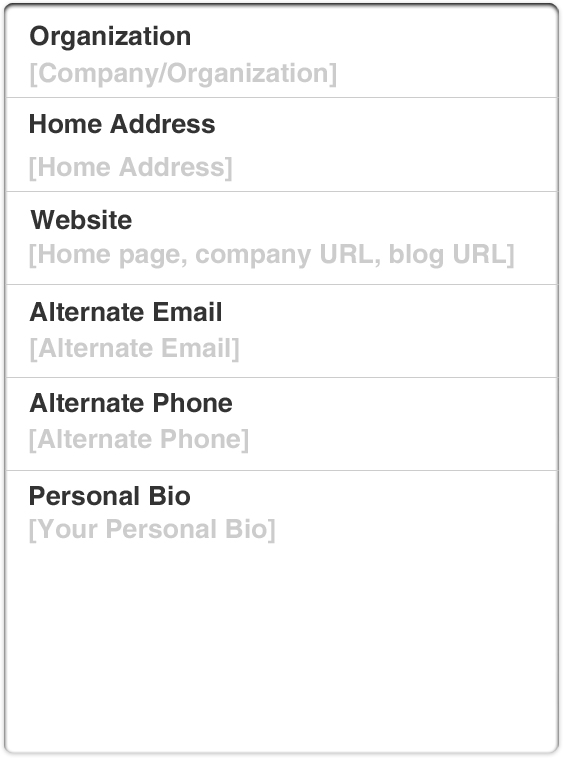 Organization
[Company/Organization]
Home Address
[Home Address]
Website
[Home page, company URL, blog URL]
Alternate Email
[Alternate Email]
Alternate Phone
[Alternate Phone]
Personal Bio
[Your Personal Bio]